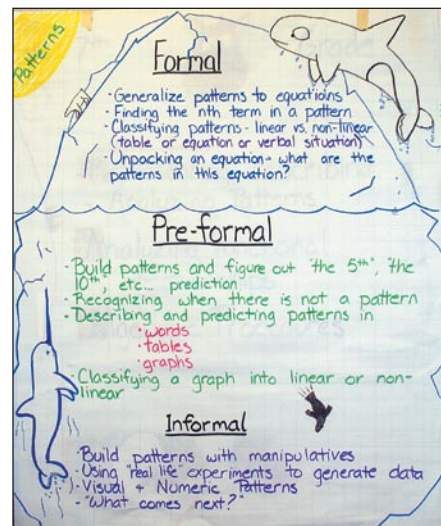 Patterns
Formal
· Generalize patterns to equations
· Finding the nth term in a pattern
· Classifying patterns - linear vs. non-linear
(table or equation or verbal situation)
· Unpacking an equation - what are the
patterns in this equation?
Pre-formal
· Build patterns and figure out "the 5th", "the
10th", etc... prediction
· Recognizing when there is not a pattern
· Describing and predicting patterns in
· words
· tables
· graphs
· Classifying a graph into linear or non-
linear
Informal
· Build patterns with manipulatives
· Using "real life" experiments to generate data
· Visual & Numeric Patterns
· "What comes next?"